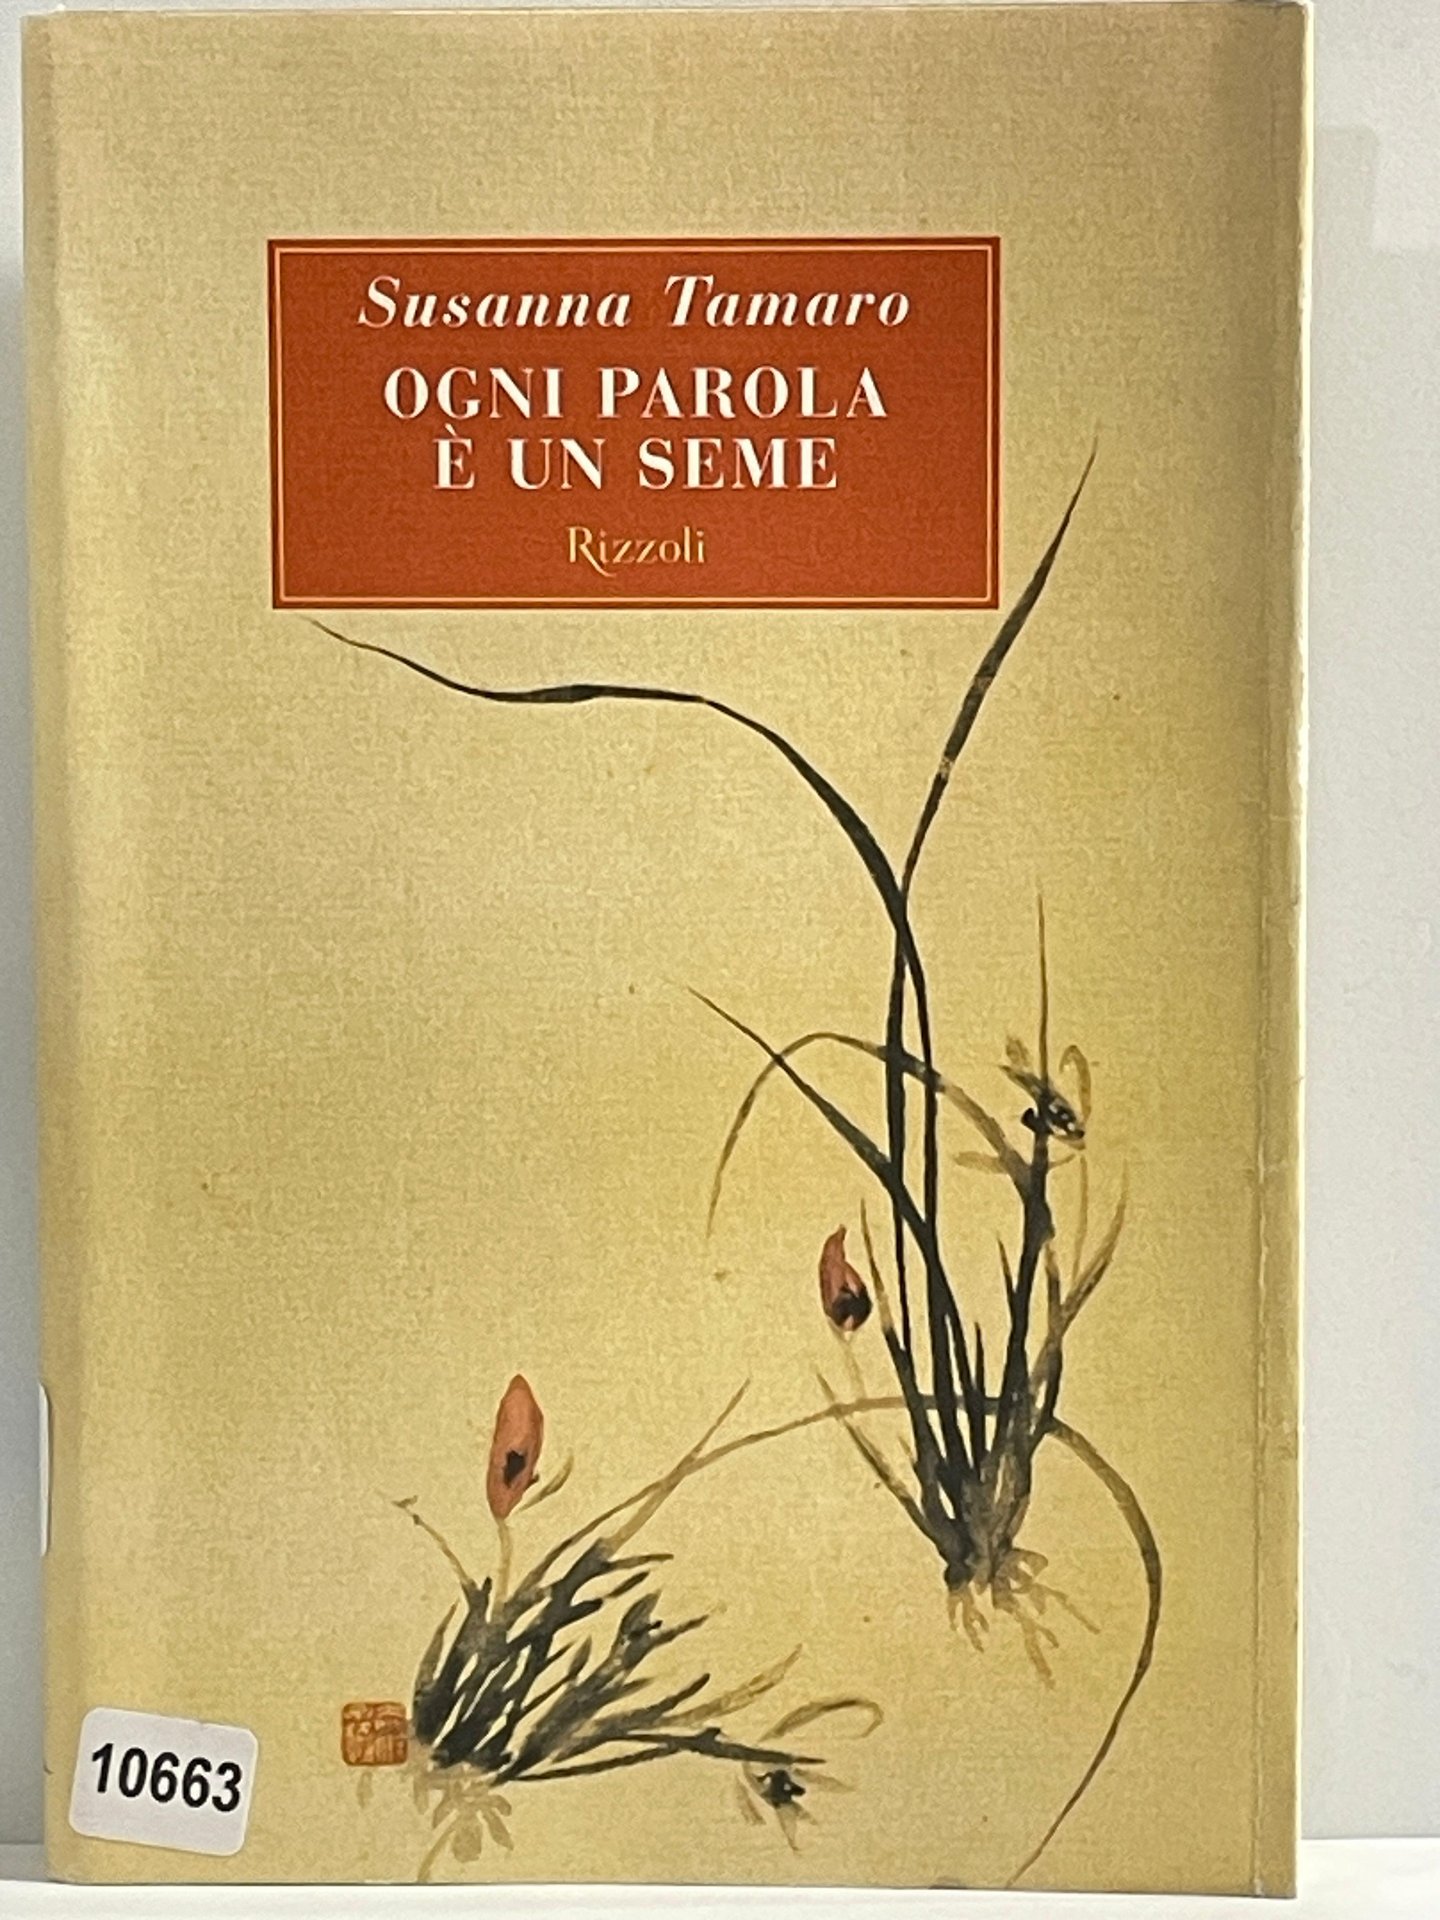 Susanna Tamaro
OGNI PAROLA
È UN SEME
Rizzoli
10663